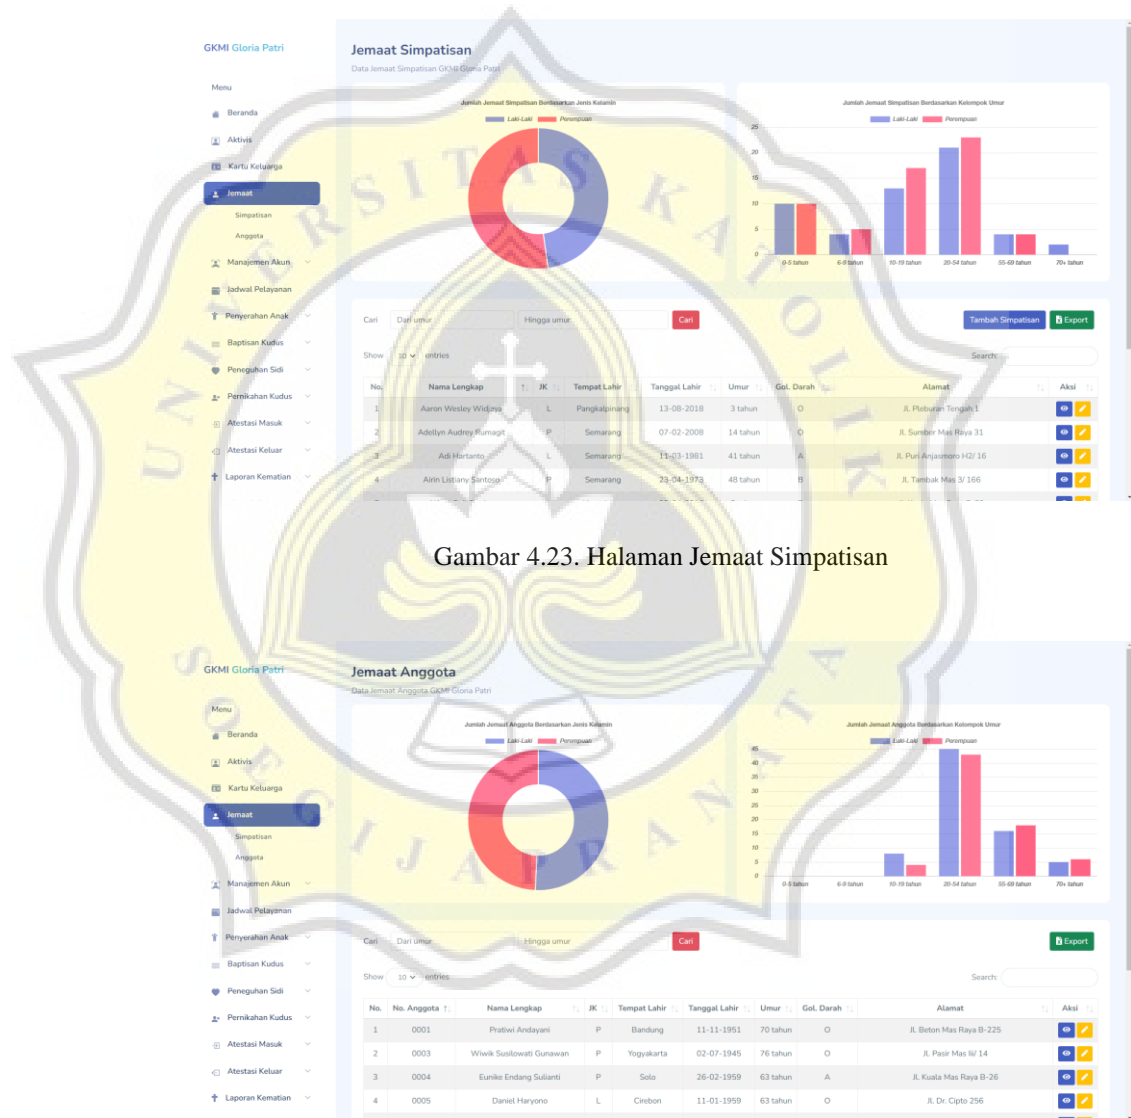 GKMI Gloria Patri
Menu
Beranda
Aktivis
Kartu Keluarga
Jemaat
Simpatisan
Anggota
Manajemen Akun
Jadwal Pelayanan
Penyerahan Anak
Baptisan Kudus
Peneguhan Sidi
Pernikahan Kudus
Atestasi Masuk
Atestasi Keluar
Laporan Kematian
Jemaat Simpatisan
Data Jemaat Simpatisan GKMI Gloria Patri
Jumlah Jemaat Simpatisan Berdasarkan Jenis Kelamin
Laki-Laki Perempuan
Jumlah Jemaat Simpatisan Berdasarkan Kelompok Umur
Laki-Laki Perempuan
25
20
15
10
5
0
0-5 tahun 6-9 tahun 10-19 tahun 20-54 tahun 55-69 tahun 70+ tahun
Cari Dari umur Hingga umur Cari Tambah Simpatisan Export
Show 10 entries Search:
No. Nama Lengkap JK Tempat Lahir Tanggal Lahir Umur Gol. Darah Alamat Aksi
1 Aaron Wesley Widjaya L Pangkalpinang 13-08-2018 3 tahun O Jl. Pleburan Tengah 1
2 Adellyn Audrey Rumagit P Semarang 07-02-2008 14 tahun O Jl. Sumber Mas Raya 31
3 Adi Hartanto L Semarang 11-03-1981 41 tahun A Jl. Puri Anjasmoro H2/ 16
4 Airin Listiany Santoso P Semarang 23-04-1973 48 tahun B Jl. Tambak Mas 3/ 166
Gambar 4.23. Halaman Jemaat Simpatisan
GKMI Gloria Patri
Menu
Beranda
Aktivis
Kartu Keluarga
Jemaat
Simpatisan
Anggota
Manajemen Akun
Jadwal Pelayanan
Penyerahan Anak
Baptisan Kudus
Peneguhan Sidi
Pernikahan Kudus
Atestasi Masuk
Atestasi Keluar
Laporan Kematian
Jemaat Anggota
Data Jemaat Anggota GKMI Gloria Patri
Jumlah Jemaat Anggota Berdasarkan Jenis Kelamin
Laki-Laki Perempuan
Jumlah Jemaat Anggota Berdasarkan Kelompok Umur
Laki-Laki Perempuan
45
40
35
30
25
20
15
10
5
0
0-5 tahun 6-9 tahun 10-19 tahun 20-54 tahun 55-69 tahun 70+ tahun
Cari Dari umur Hingga umur Cari Export
Show 10 entries Search:
No. No. Anggota Nama Lengkap JK Tempat Lahir Tanggal Lahir Umur Gol. Darah Alamat Aksi
1 0001 Pratiwi Andayani P Bandung 11-11-1951 70 tahun O Jl. Beton Mas Raya B-225
2 0003 Wiwik Susilowati Gunawan P Yogyakarta 02-07-1945 76 tahun O Jl. Pasir Mas Iii/ 14
3 0004 Eunike Endang Sulianti P Solo 26-02-1959 63 tahun A Jl. Kuala Mas Raya B-26
4 0005 Daniel Haryono L Cirebon 11-01-1959 63 tahun O Jl. Dr. Cipto 256
UNIVERSITAS KATOLIK
SOEGIJAPRANATA